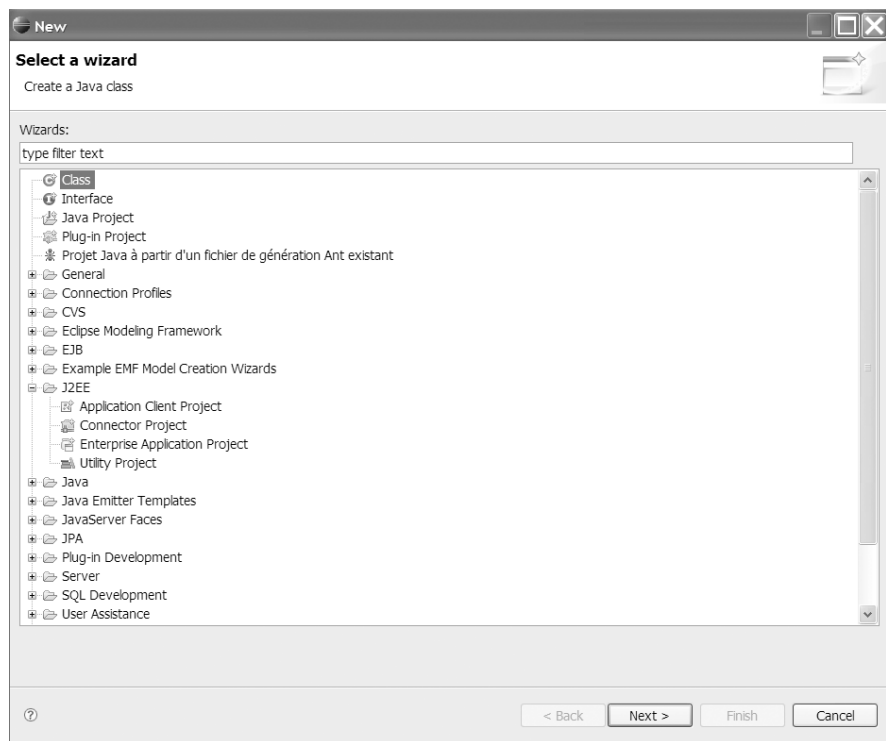 New
Select a wizard
Create a Java class
Wizards:
type filter text
Class
Interface
Java Project
Plug-in Project
Projet Java à partir d'un fichier de génération Ant existant
General
Connection Profiles
CVS
Eclipse Modeling Framework
EJB
Example EMF Model Creation Wizards
J2EE
Application Client Project
Connector Project
Enterprise Application Project
Utility Project
Java
Java Emitter Templates
JavaServer Faces
JPA
Plug-in Development
Server
SQL Development
User Assistance
< Back Next > Finish Cancel